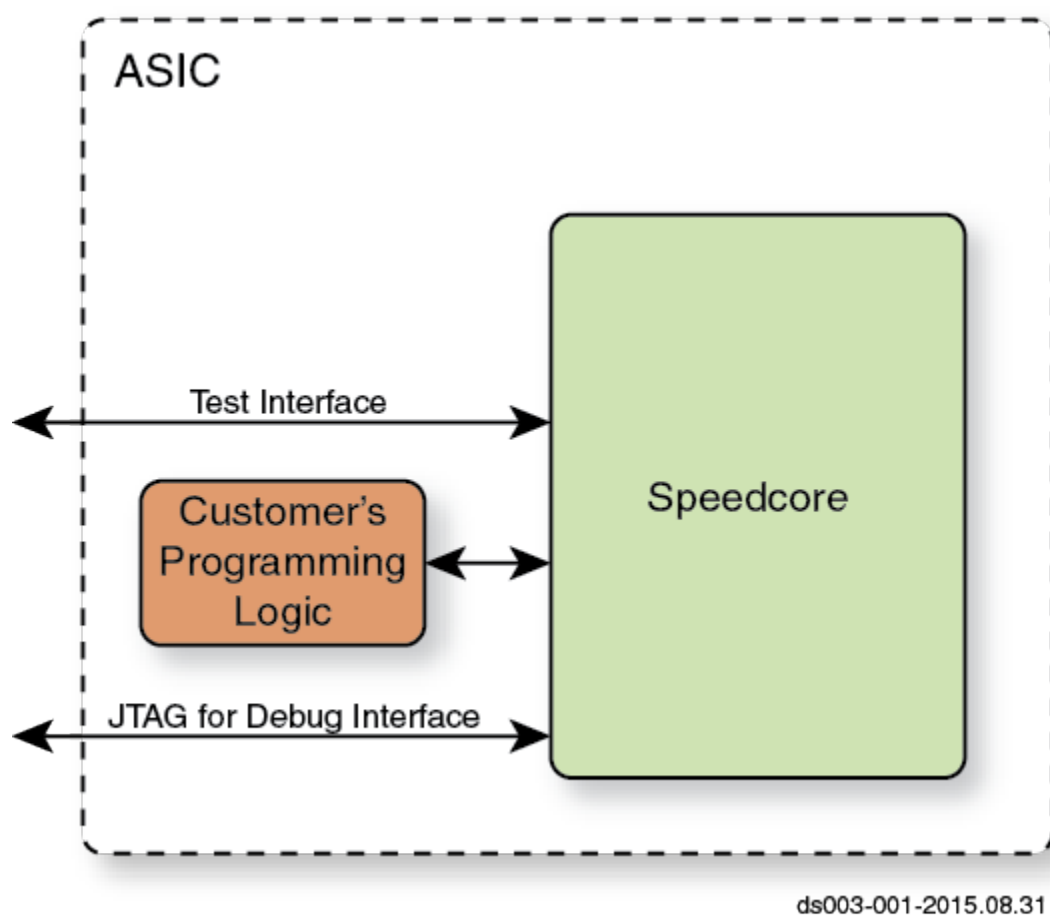 ASIC
Test Interface
Customer's
Programming
Logic
Speedcore
JTAG for Debug Interface
ds003-001-2015.08.31